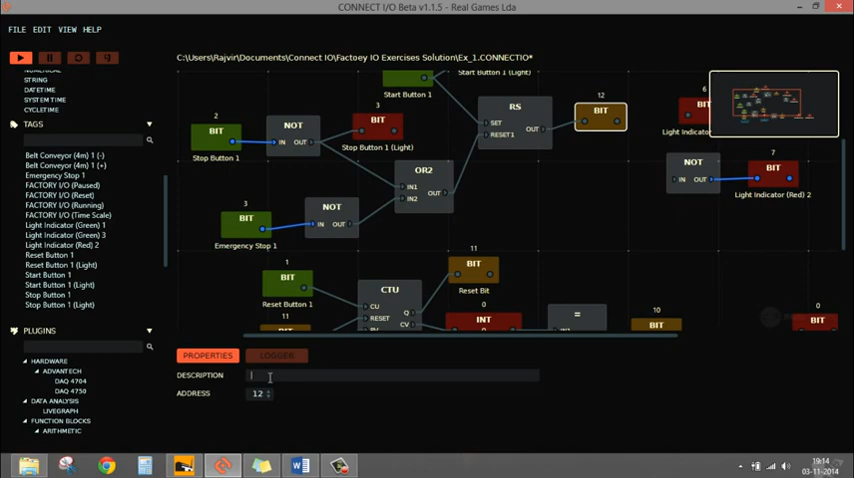 CONNECT I/O Beta v1.1.5 - Real Games Lda
FILE EDIT VIEW HELP
C:\Users\Rajvir\Documents\Connect IO\Factoey IO Exercises Solution\Ex_1.CONNECTIO*
NUMERICAL
STRING
DATETIME
SYSTEM TIME
CYCLETIME
TAGS
Belt Conveyor (4m) 1 (-)
Belt Conveyor (4m) 1 (+)
Emergency Stop 1
FACTORY I/O (Paused)
FACTORY I/O (Reset)
FACTORY I/O (Running)
FACTORY I/O (Time Scale)
Light Indicator (Green) 1
Light Indicator (Green) 3
Light Indicator (Red) 2
Reset Button 1
Reset Button 1 (Light)
Start Button 1
Start Button 1 (Light)
Stop Button 1
Stop Button 1 (Light)
PLUGINS
HARDWARE
ADVANTECH
DAQ 4704
DAQ 4750
DATA ANALYSIS
LIVEGRAPH
FUNCTION BLOCKS
ARITHMETIC
Start Button 1 (Light)
Start Button 1
2
BIT
Stop Button 1
NOT
IN OUT
3
BIT
Stop Button 1 (Light)
RS
SET
RESET1
OUT
12
BIT
6
BIT
Light Indicator
NOT
IN OUT
7
BIT
Light Indicator (Red) 2
OR2
IN1
IN2
OUT
3
BIT
Emergency Stop 1
NOT
IN OUT
1
BIT
Reset Button 1
11
BIT
CTU
CU
RESET
PV
Q
CV
11
BIT
Reset Bit
0
INT
0
=
IN1
10
BIT
0
BIT
PROPERTIES
LOGGER
DESCRIPTION
ADDRESS
12
19:14
03-11-2014